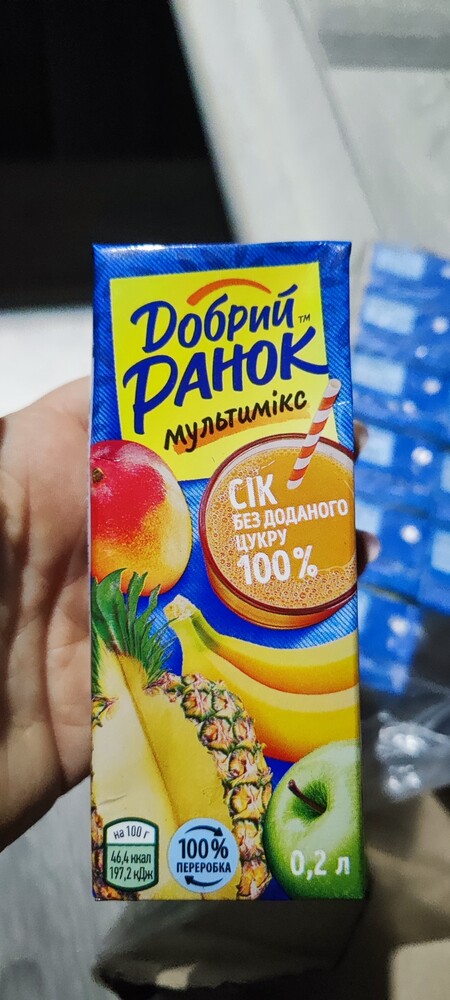 Добрий™
РАНОК
мультимікс
СІК
БЕЗ ДОДАНОГО
ЦУКРУ
100%
на 100 г
46,4 ккал
197,2 кДж
100%
ПЕРЕРОБКА
0,2 л